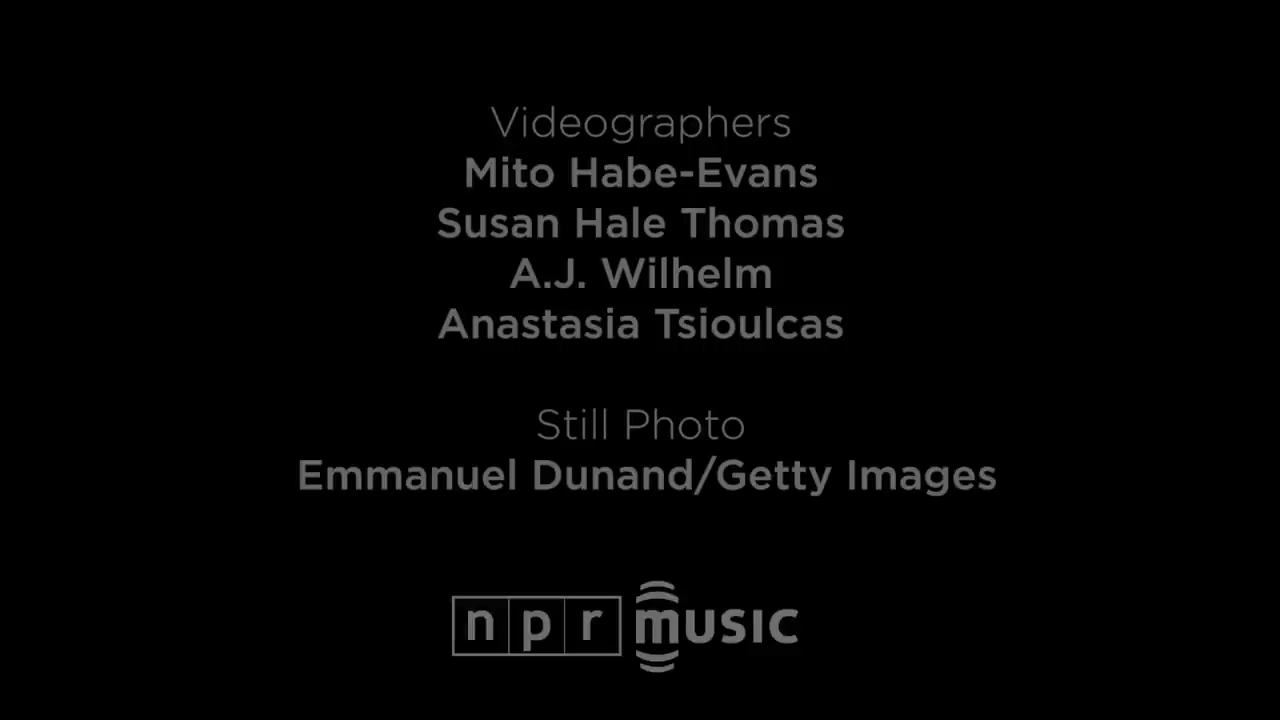 Videographers
Mito Habe-Evans
Susan Hale Thomas
A.J. Wilhelm
Anastasia Tsioulcas
Still Photo
Emmanuel Dunand/Getty Images
npr MUSIC